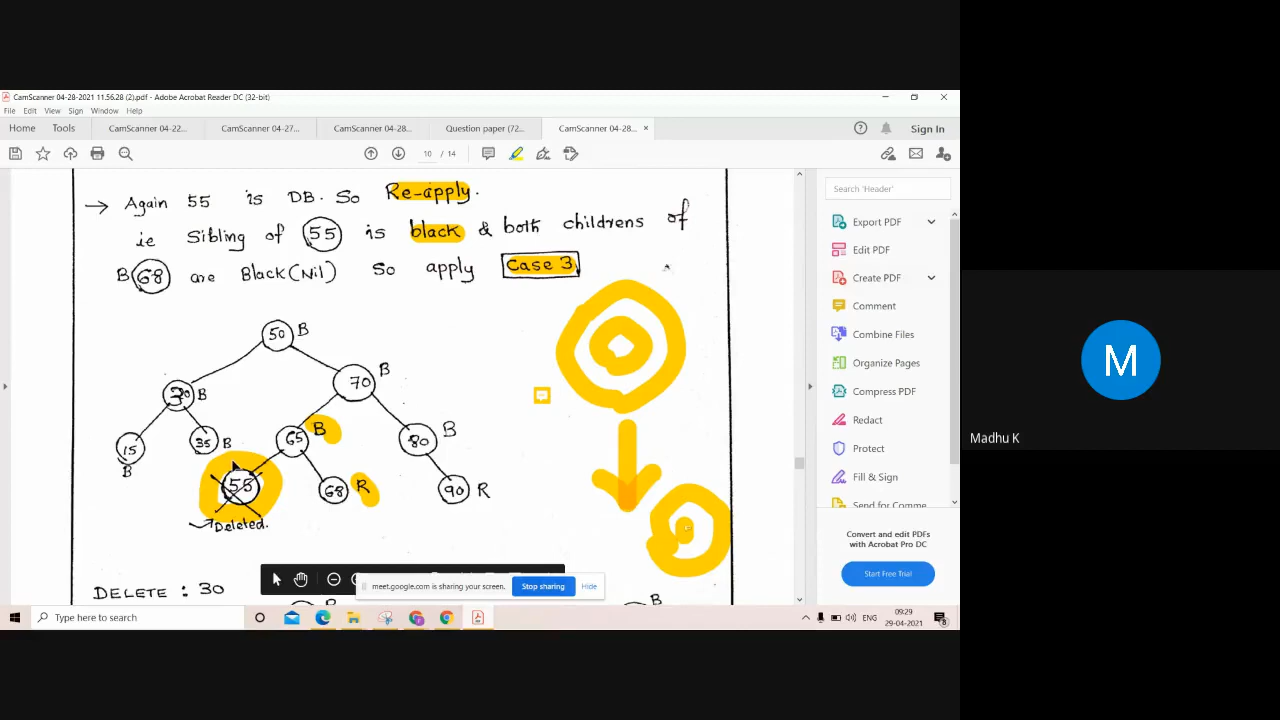 CamScanner 04-28-2021 11.56.28 (2).pdf - Adobe Acrobat Reader DC (32-bit)
File Edit View Sign Window Help
Home Tools CamScanner 04-22... CamScanner 04-27... CamScanner 04-28... Question paper (72... CamScanner 04-28... × Sign In
10 / 14
→ Again 55 is DB. So Re-apply.
ie Sibling of 55 is black & both childrens of
B 68 are Black(Nil) So apply Case 3
50 B
70 B
30 B
15 B
35 B
65 B
80 B
55
68 R
90 R
→ Deleted.
DELETE : 30
B
Search 'Header'
Export PDF
Edit PDF
Create PDF
Comment
Combine Files
Organize Pages
Compress PDF
Redact
Protect
Fill & Sign
Send for Comme
Convert and edit PDFs
with Acrobat Pro DC
Start Free Trial
meet.google.com is sharing your screen. Stop sharing Hide
Type here to search
ENG
09:29
29-04-2021
8
M
Madhu K